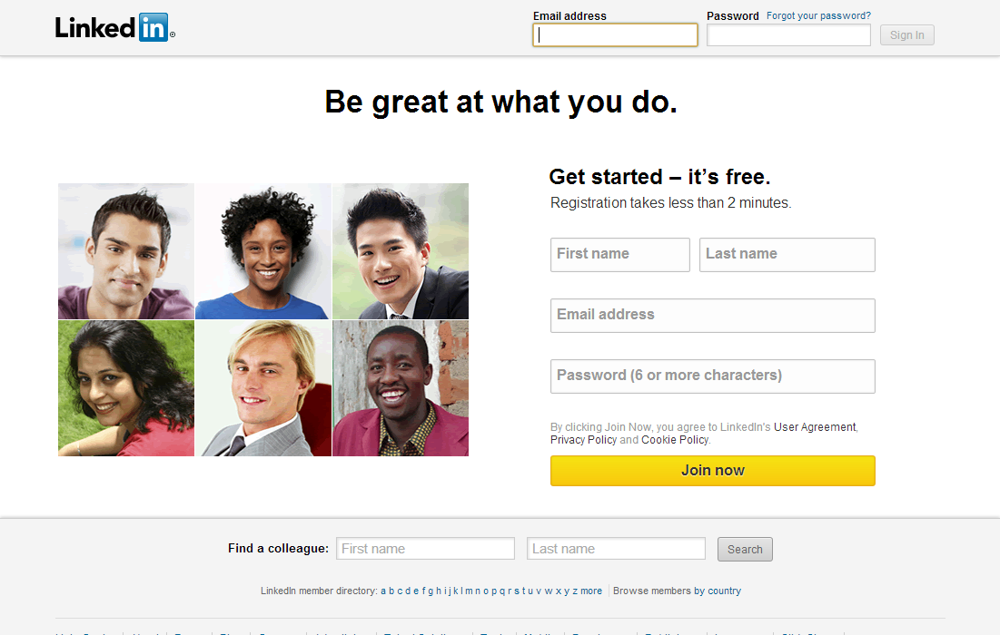 Linked in
Email address
Password Forgot your password?
Sign In
Be great at what you do.
Get started – it's free.
Registration takes less than 2 minutes.
First name Last name
Email address
Password (6 or more characters)
By clicking Join Now, you agree to LinkedIn's User Agreement,
Privacy Policy and Cookie Policy.
Join now
Find a colleague: First name Last name Search
LinkedIn member directory: a b c d e f g h i j k l m n o p q r s t u v w x y z more Browse members by country